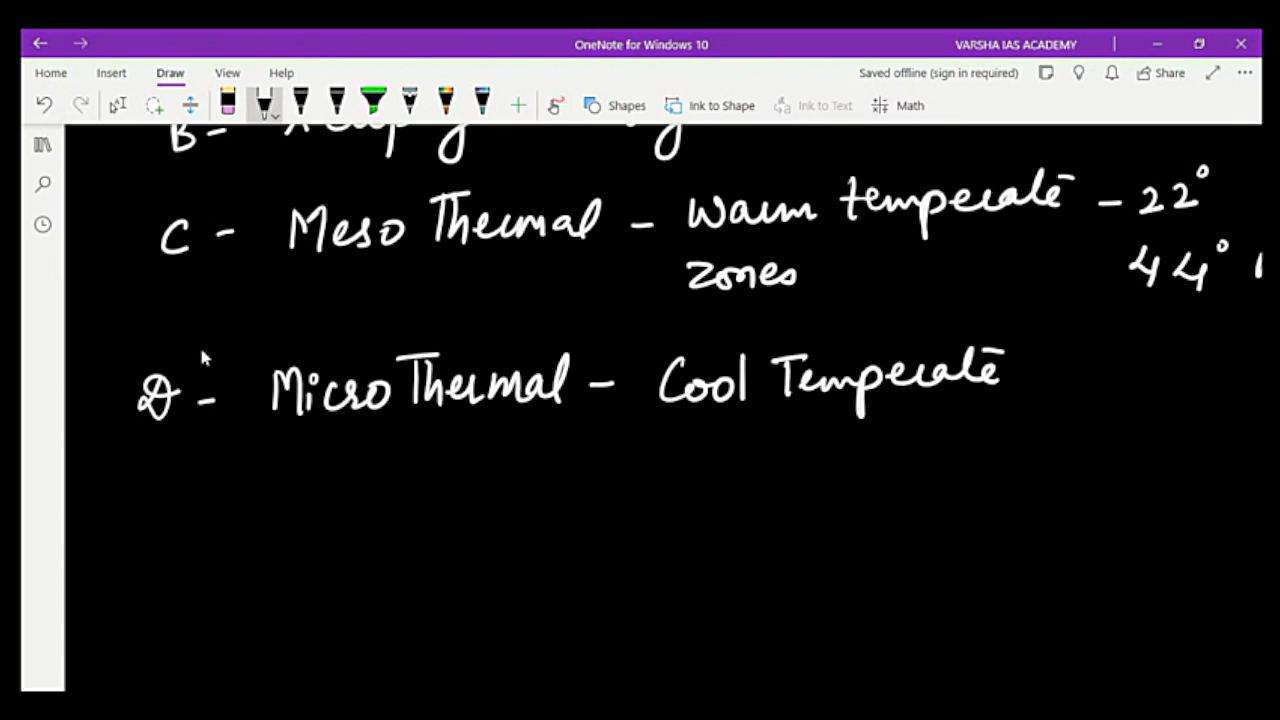 OneNote for Windows 10
VARSHA IAS ACADEMY
Home Insert Draw View Help
Saved offline (sign in required) Share
Shapes Ink to Shape Ink to Text Math
B -
C - Meso Thermal - Warm temperate - 22°
zones 44°
D - Micro Thermal - Cool Temperate